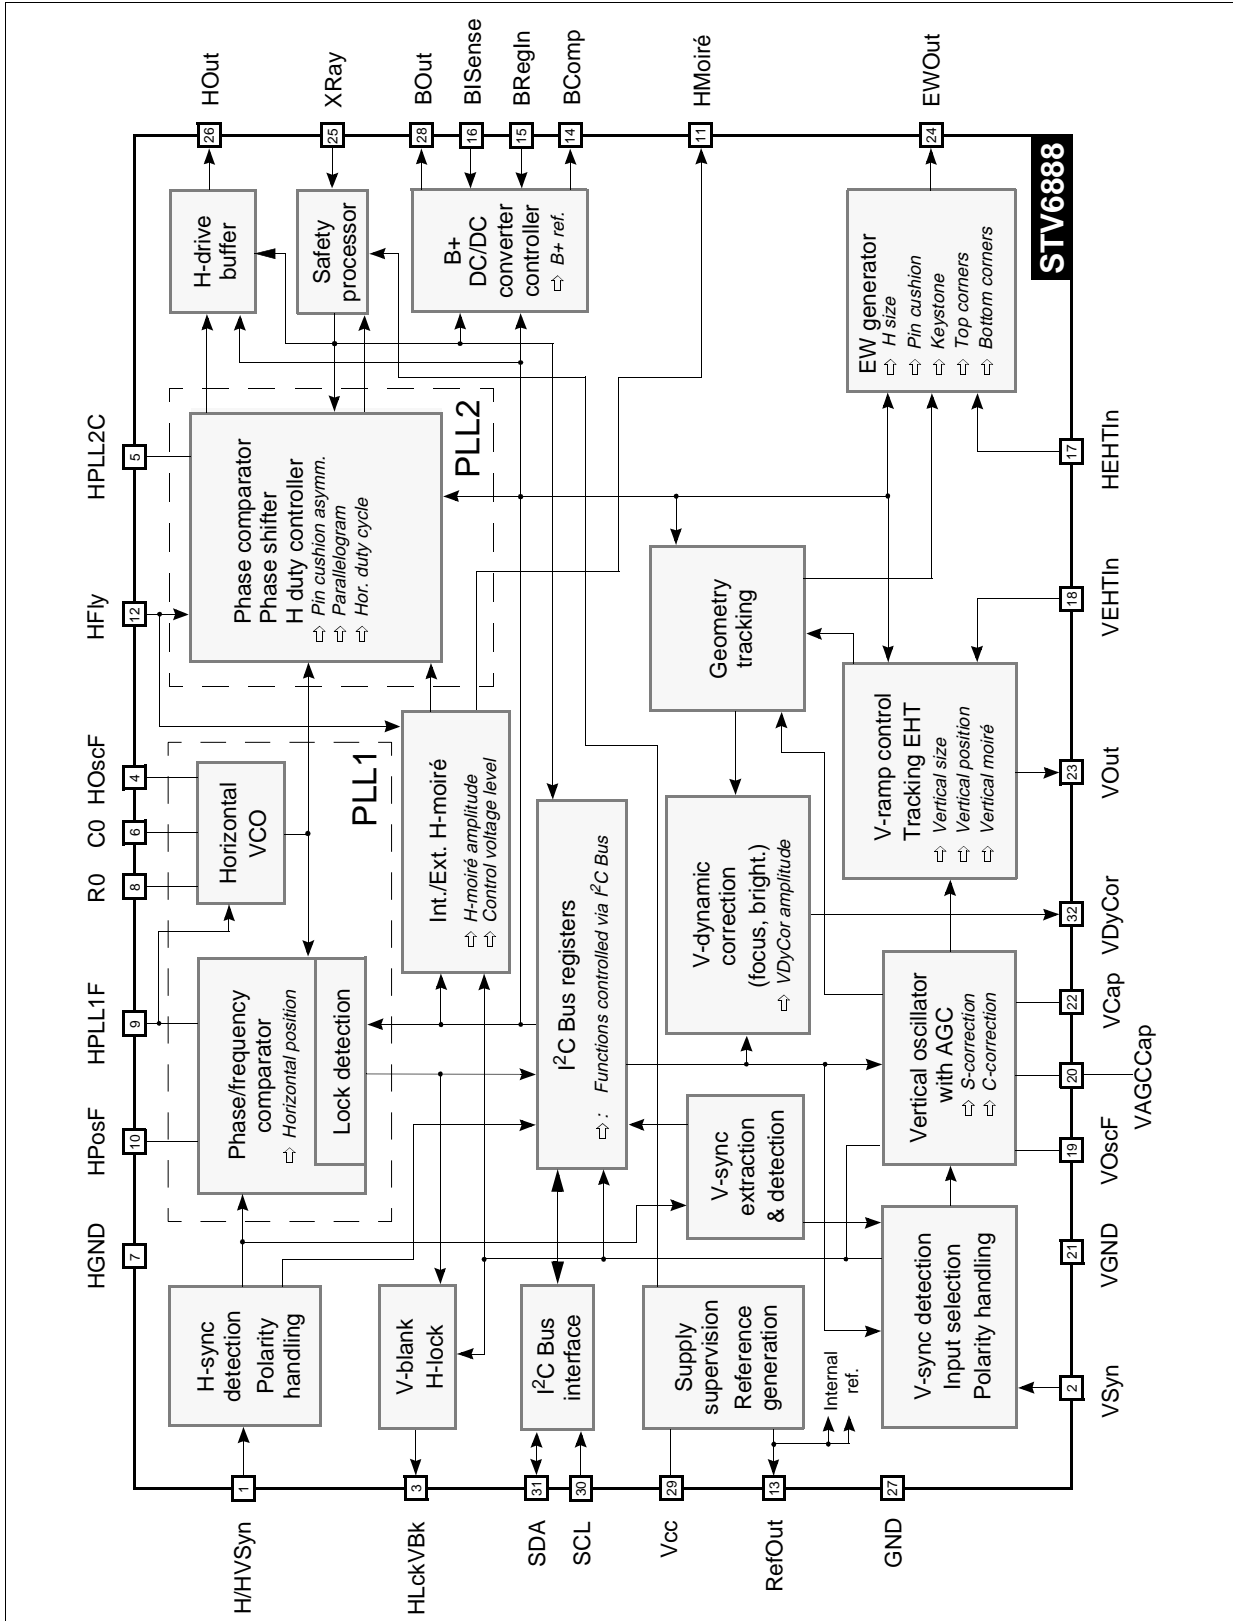 HGND
7
HPosF
10
HPLL1F
9
R0
8
C0
6
HOscF
4
HFly
12
HPLL2C
5
H/HVSyn
1
H-sync
detection
Polarity
handling
Phase/frequency
comparator
⇨ Horizontal position
Lock detection
Horizontal
VCO
PLL1
Phase comparator
Phase shifter
H duty controller
⇨ Pin cushion asymm.
⇨ Parallelogram
⇨ Hor. duty cycle
PLL2
H-drive
buffer
26
HOut
Safety
processor
25
XRay
HLckVBk
3
V-blank
H-lock
Int./Ext. H-moiré
⇨ H-moiré amplitude
⇨ Control voltage level
B+
DC/DC
converter
controller
⇨ B+ ref.
28
BOut
16
BISense
15
BRegIn
14
BComp
SDA
31
SCL
30
I²C Bus
interface
I²C Bus registers
⇨ : Functions controlled via I²C Bus
11
HMoiré
Vcc
29
RefOut
13
Supply
supervision
Reference
generation
Internal
ref.
V-sync
extraction
& detection
V-dynamic
correction
(focus, bright.)
⇨ VDyCor amplitude
Geometry
tracking
GND
27
V-sync detection
Input selection
Polarity handling
Vertical oscillator
with AGC
⇨ S-correction
⇨ C-correction
V-ramp control
Tracking EHT
⇨ Vertical size
⇨ Vertical position
⇨ Vertical moiré
EW generator
⇨ H size
⇨ Pin cushion
⇨ Keystone
⇨ Top corners
⇨ Bottom corners
24
EWOut
STV6888
2
VSyn
21
VGND
19
VOscF
20
VAGCCap
22
VCap
32
VDyCor
23
VOut
18
VEHTIn
17
HEHTIn